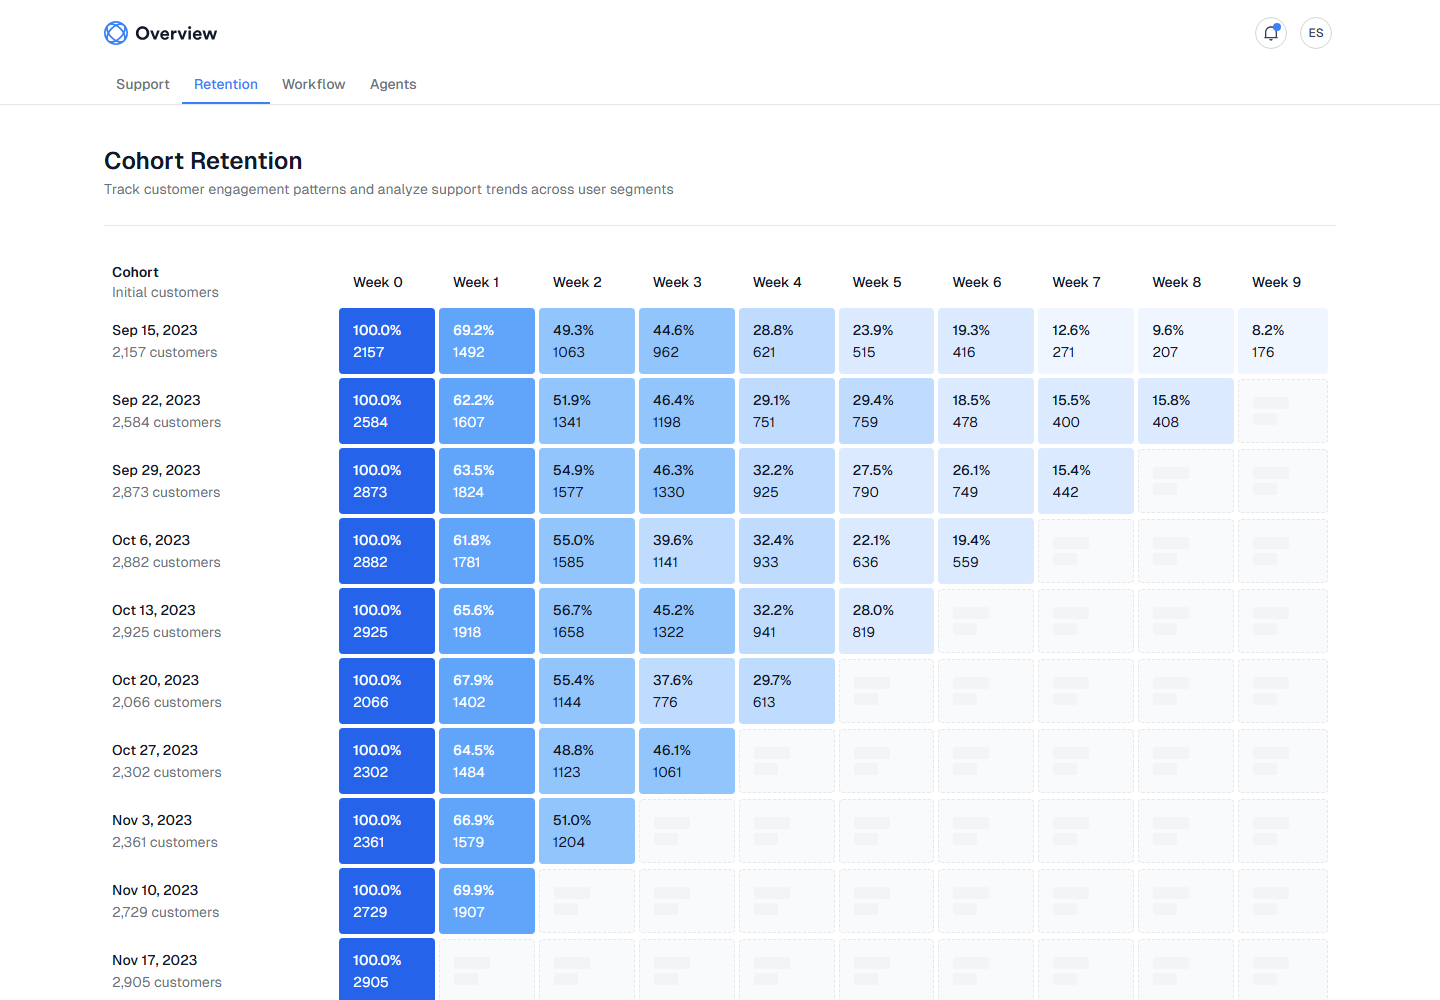 Overview
ES
Support Retention Workflow Agents
Cohort Retention
Track customer engagement patterns and analyze support trends across user segments
Cohort
Initial customers
Week 0 Week 1 Week 2 Week 3 Week 4 Week 5 Week 6 Week 7 Week 8 Week 9
Sep 15, 2023 100.0% 69.2% 49.3% 44.6% 28.8% 23.9% 19.3% 12.6% 9.6% 8.2%
2,157 customers 2157 1492 1063 962 621 515 416 271 207 176
Sep 22, 2023 100.0% 62.2% 51.9% 46.4% 29.1% 29.4% 18.5% 15.5% 15.8%
2,584 customers 2584 1607 1341 1198 751 759 478 400 408
Sep 29, 2023 100.0% 63.5% 54.9% 46.3% 32.2% 27.5% 26.1% 15.4%
2,873 customers 2873 1824 1577 1330 925 790 749 442
Oct 6, 2023 100.0% 61.8% 55.0% 39.6% 32.4% 22.1% 19.4%
2,882 customers 2882 1781 1585 1141 933 636 559
Oct 13, 2023 100.0% 65.6% 56.7% 45.2% 32.2% 28.0%
2,925 customers 2925 1918 1658 1322 941 819
Oct 20, 2023 100.0% 67.9% 55.4% 37.6% 29.7%
2,066 customers 2066 1402 1144 776 613
Oct 27, 2023 100.0% 64.5% 48.8% 46.1%
2,302 customers 2302 1484 1123 1061
Nov 3, 2023 100.0% 66.9% 51.0%
2,361 customers 2361 1579 1204
Nov 10, 2023 100.0% 69.9%
2,729 customers 2729 1907
Nov 17, 2023 100.0%
2,905 customers 2905